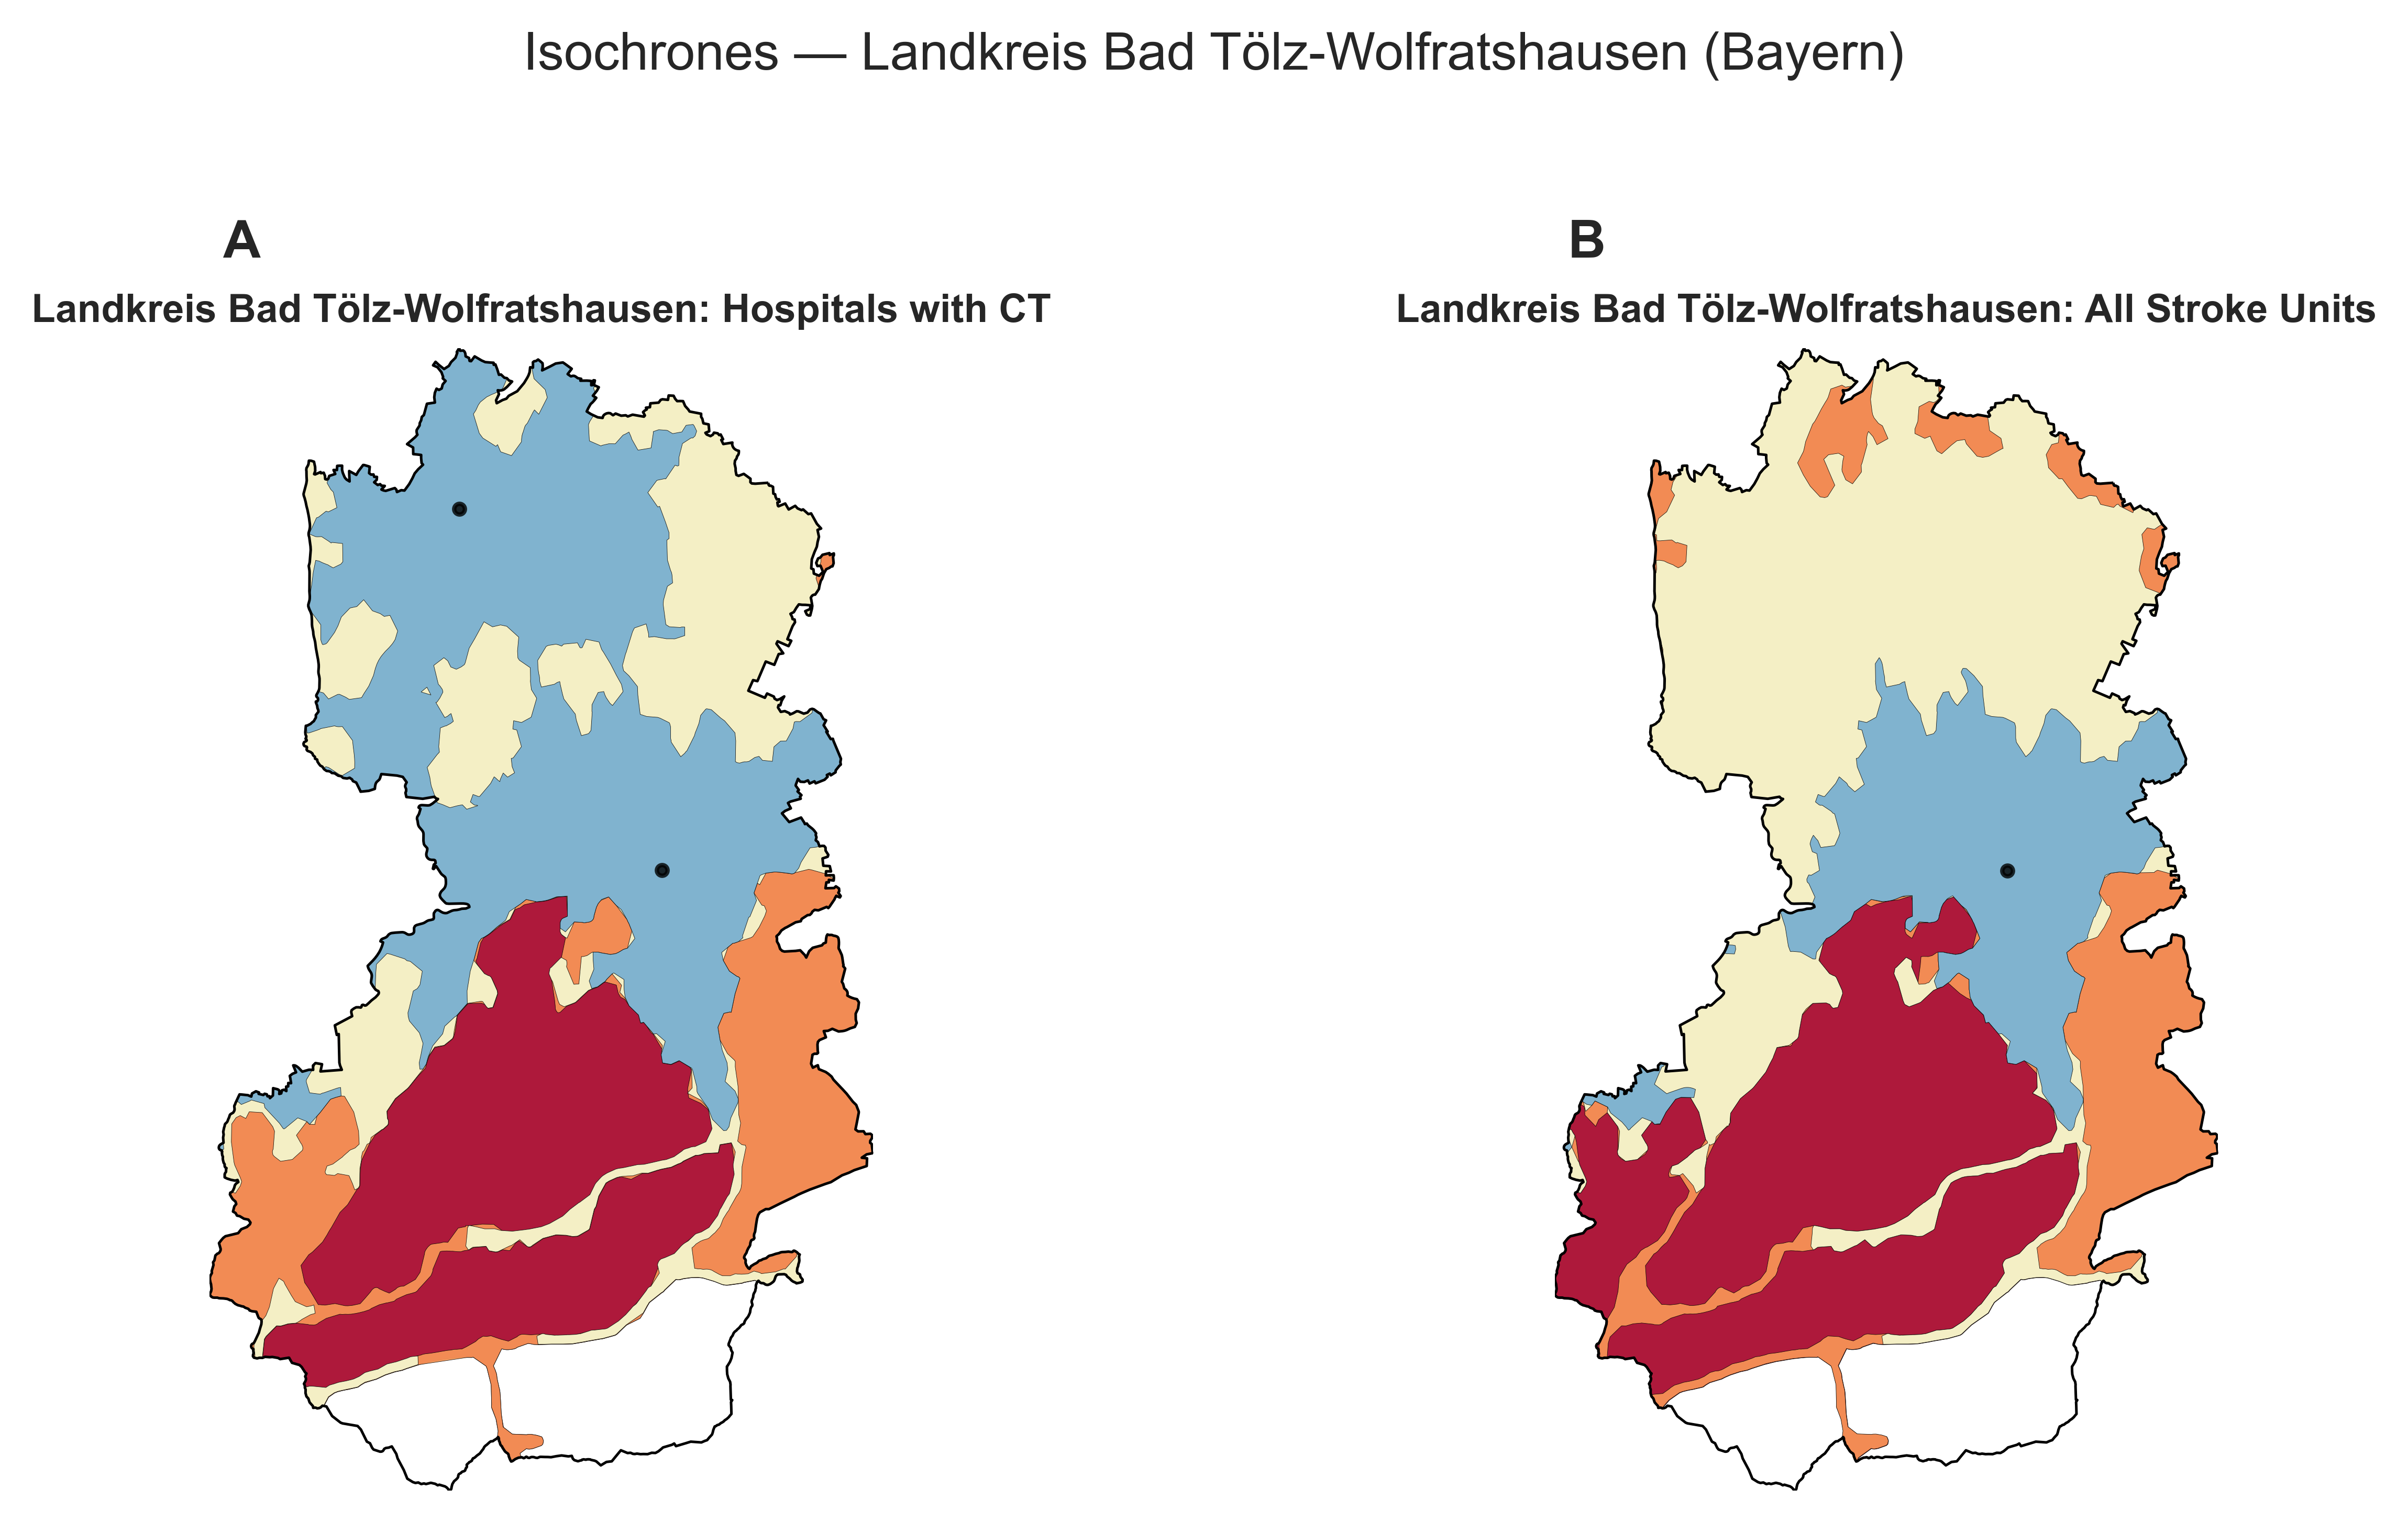 Isochrones — Landkreis Bad Tölz-Wolfratshausen (Bayern)
A
Landkreis Bad Tölz-Wolfratshausen: Hospitals with CT
B
Landkreis Bad Tölz-Wolfratshausen: All Stroke Units